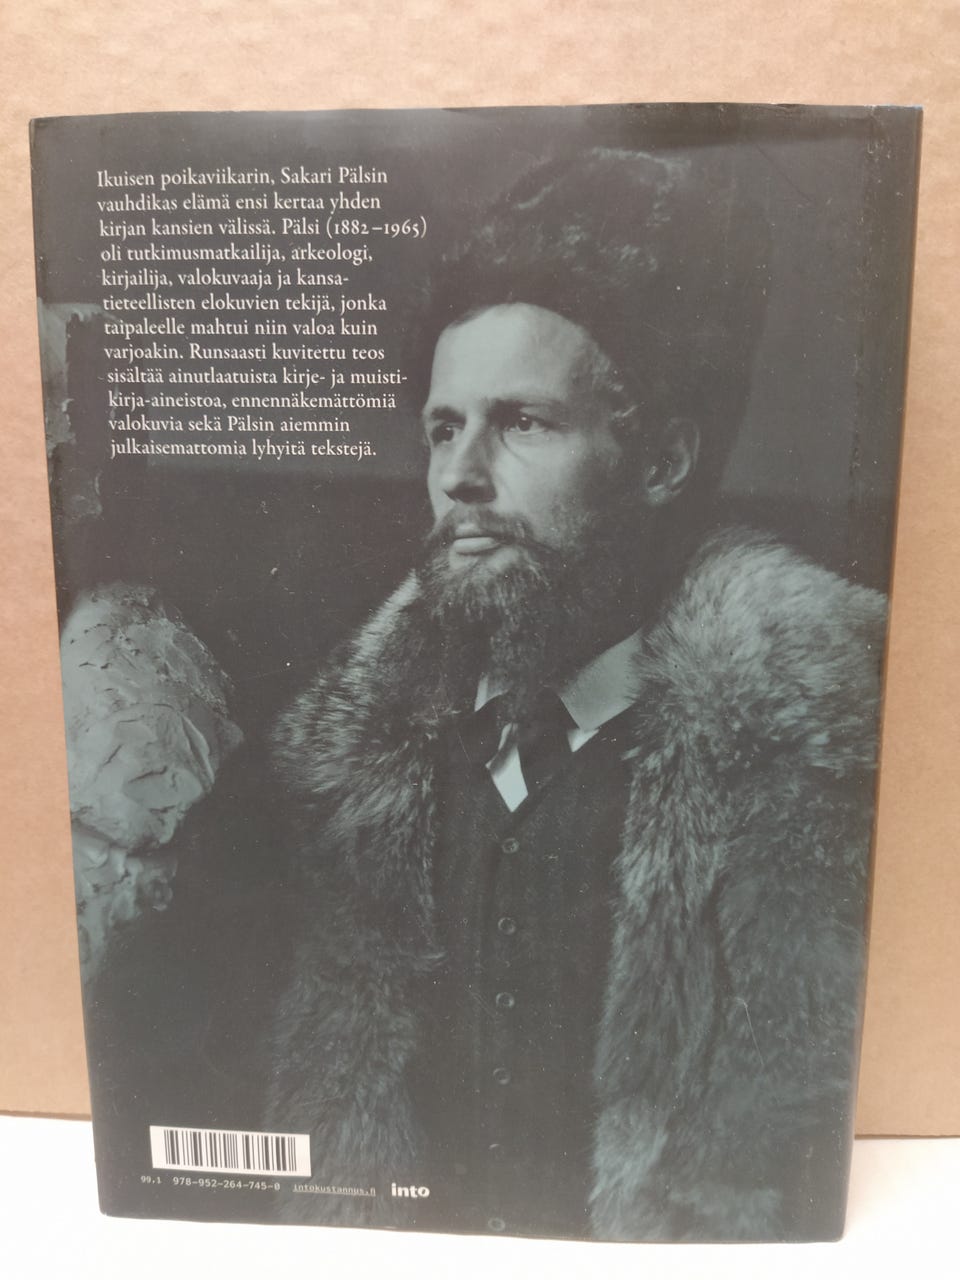 Ikuisen poikaviikarin, Sakari Pälsin
vauhdikas elämä ensi kertaa yhden
kirjan kansien välissä. Pälsi (1882–1965)
oli tutkimusmatkailija, arkeologi,
kirjailija, valokuvaaja ja kansa-
tieteellisten elokuvien tekijä, jonka
taipaleelle mahtui niin valoa kuin
varjoakin. Runsaasti kuvitettu teos
sisältää ainutlaatuista kirje- ja muisti-
kirja-aineistoa, ennennäkemättömiä
valokuvia sekä Pälsin aiemmin
julkaisemattomia lyhyitä tekstejä.
99.1 978-952-264-745-0 intokustannus.fi into